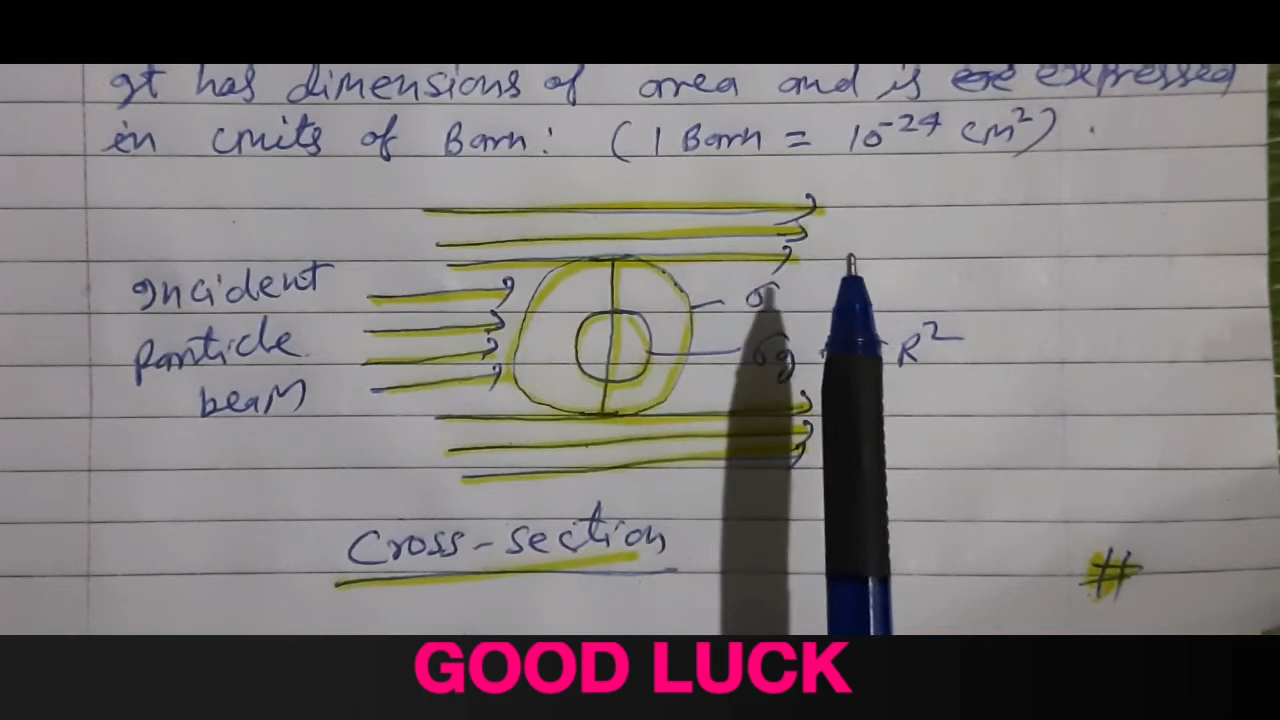 It has dimensions of area and is expressed
in units of Barn: (1 Barn = 10⁻²⁴ cm²).
Incident
Particle
beam
σ
σg
R²
Cross-section
#
GOOD LUCK